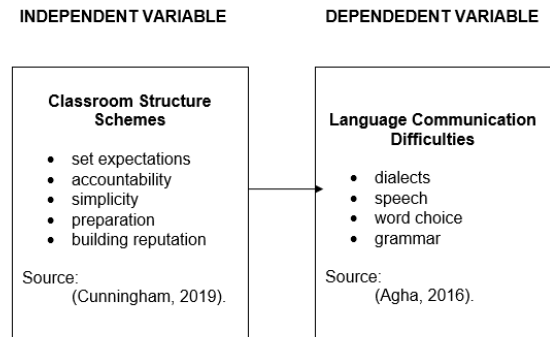 INDEPENDENT VARIABLE
DEPENDEDENT VARIABLE
Classroom Structure
Schemes
• set expectations
• accountability
• simplicity
• preparation
• building reputation
Source:
(Cunningham, 2019).
Language Communication
Difficulties
• dialects
• speech
• word choice
• grammar
Source:
(Agha, 2016).